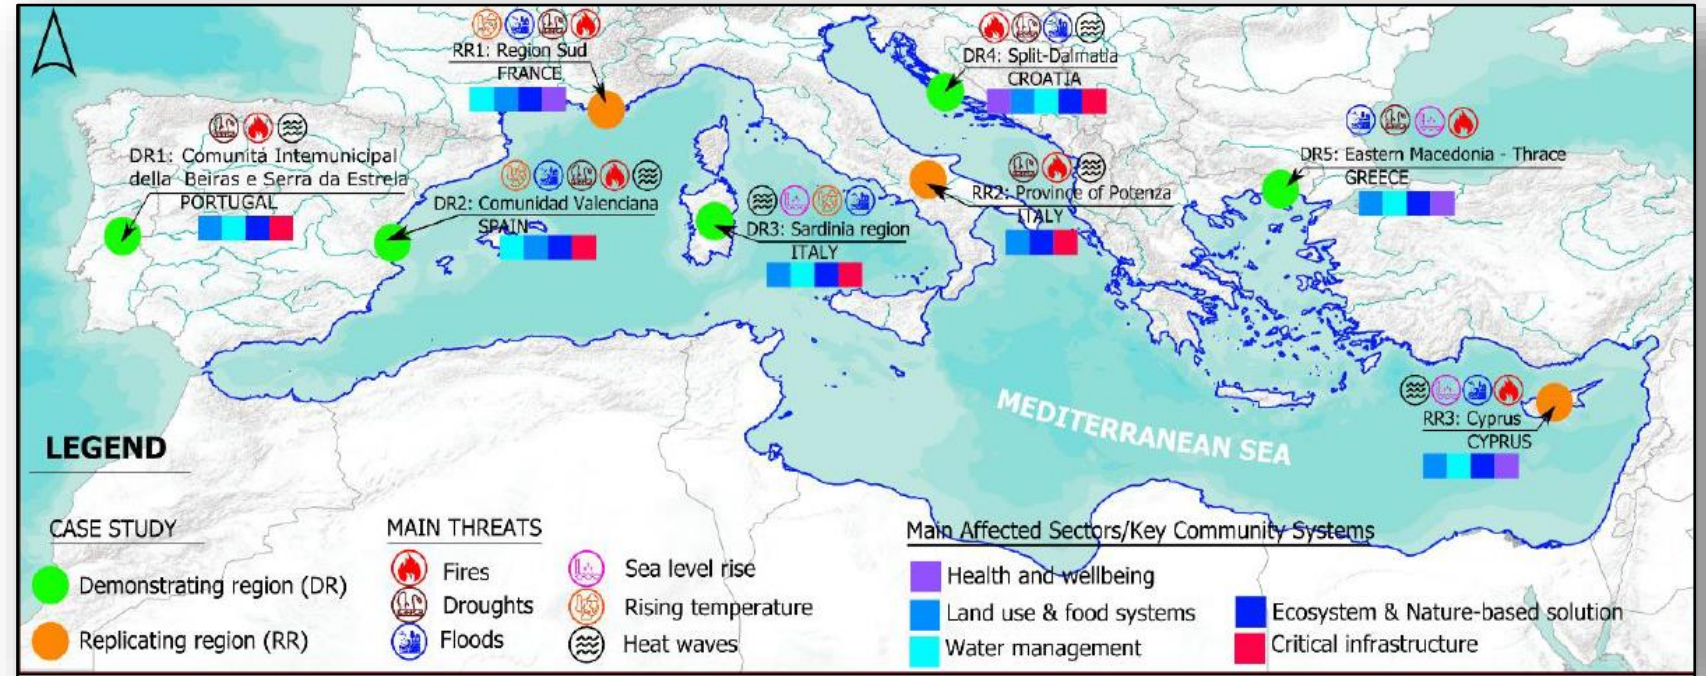 RR1: Region Sud
FRANCE
DR4: Split-Dalmatia
CROATIA
DR1: Comunitá Intemunicipal
della Beiras e Serra da Estrela
PORTUGAL
DR2: Comunidad Valenciana
SPAIN
DR3: Sardinia region
ITALY
RR2: Province of Potenza
ITALY
DR5: Eastern Macedonia - Thrace
GREECE
RR3: Cyprus
CYPRUS
MEDITERRANEAN SEA
LEGEND
CASE STUDY
Demonstrating region (DR)
Replicating region (RR)
MAIN THREATS
Fires
Droughts
Floods
Sea level rise
Rising temperature
Heat waves
Main Affected Sectors/Key Community Systems
Health and wellbeing
Land use & food systems
Water management
Ecosystem & Nature-based solution
Critical infrastructure